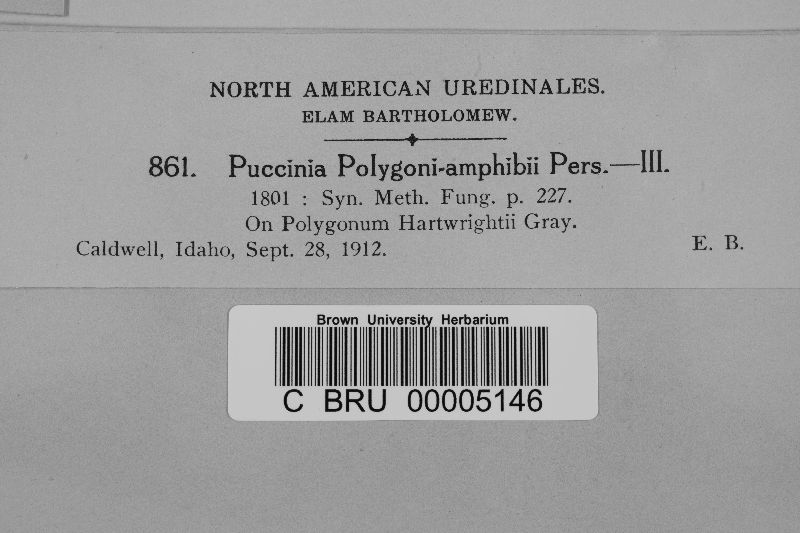 NORTH AMERICAN UREDINALES.
ELAM BARTHOLOMEW.
861. Puccinia Polygoni-amphibii Pers.—III.
1801 : Syn. Meth. Fung. p. 227.
On Polygonum Hartwrightii Gray.
Caldwell, Idaho, Sept. 28, 1912. E. B.
Brown University Herbarium
C BRU 00005146